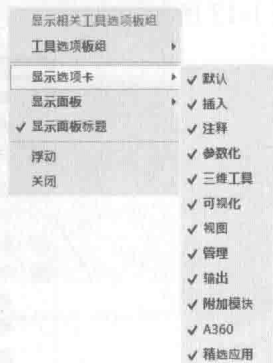 显示相关工具选项板组
工具选项板组
显示选项卡
显示面板
✓ 显示面板标题
浮动
关闭
✓ 默认
✓ 插入
✓ 注释
✓ 参数化
✓ 三维工具
✓ 可视化
✓ 视图
✓ 管理
✓ 输出
✓ 附加模块
✓ A360
✓ 精选应用